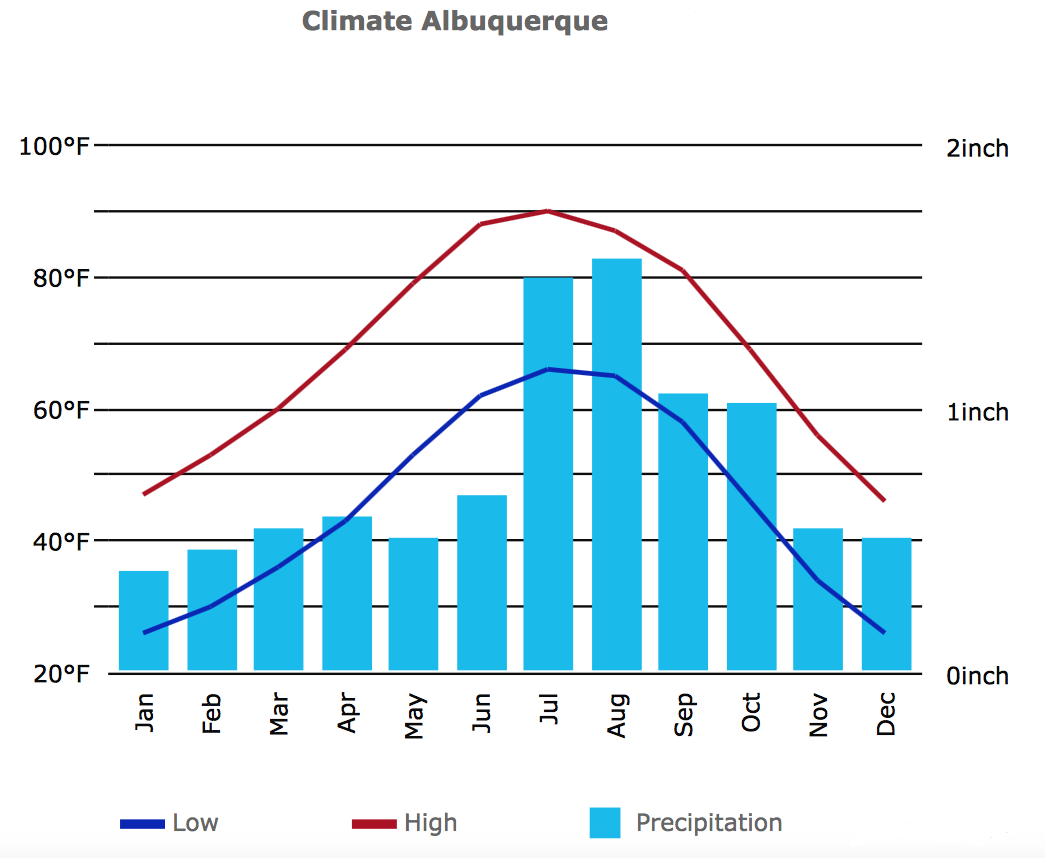 Climate Albuquerque
100°F
2inch
80°F
60°F
1inch
40°F
20°F
0inch
Jan Feb Mar Apr May Jun Jul Aug Sep Oct Nov Dec
Low High Precipitation